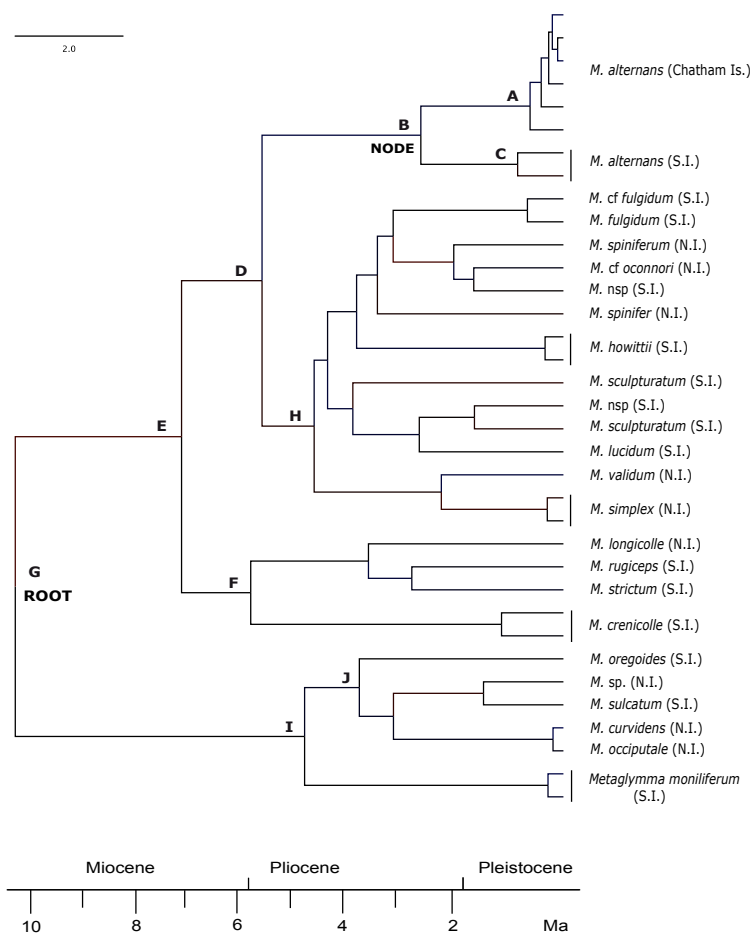 2.0
A
M. alternans (Chatham Is.)
B
NODE
C
M. alternans (S.I.)
M. cf fulgidum (S.I.)
M. fulgidum (S.I.)
M. spiniferum (N.I.)
D
M. cf oconnori (N.I.)
M. nsp (S.I.)
M. spinifer (N.I.)
M. howittii (S.I.)
M. sculpturatum (S.I.)
H
M. nsp (S.I.)
E
M. sculpturatum (S.I.)
M. lucidum (S.I.)
M. validum (N.I.)
M. simplex (N.I.)
M. longicolle (N.I.)
G
M. rugiceps (S.I.)
F
ROOT
M. strictum (S.I.)
M. crenicolle (S.I.)
M. oregoides (S.I.)
J
M. sp. (N.I.)
M. sulcatum (S.I.)
I
M. curvidens (N.I.)
M. occiputale (N.I.)
Metaglymma moniliferum
(S.I.)
Miocene Pliocene Pleistocene
10 8 6 4 2 Ma